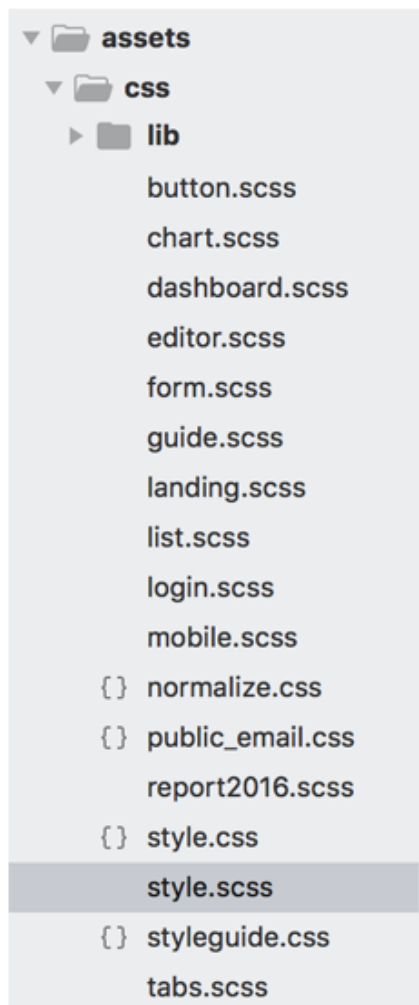 assets
css
lib
button.scss
chart.scss
dashboard.scss
editor.scss
form.scss
guide.scss
landing.scss
list.scss
login.scss
mobile.scss
{} normalize.css
{} public_email.css
report2016.scss
{} style.css
style.scss
{} styleguide.css
tabs.scss